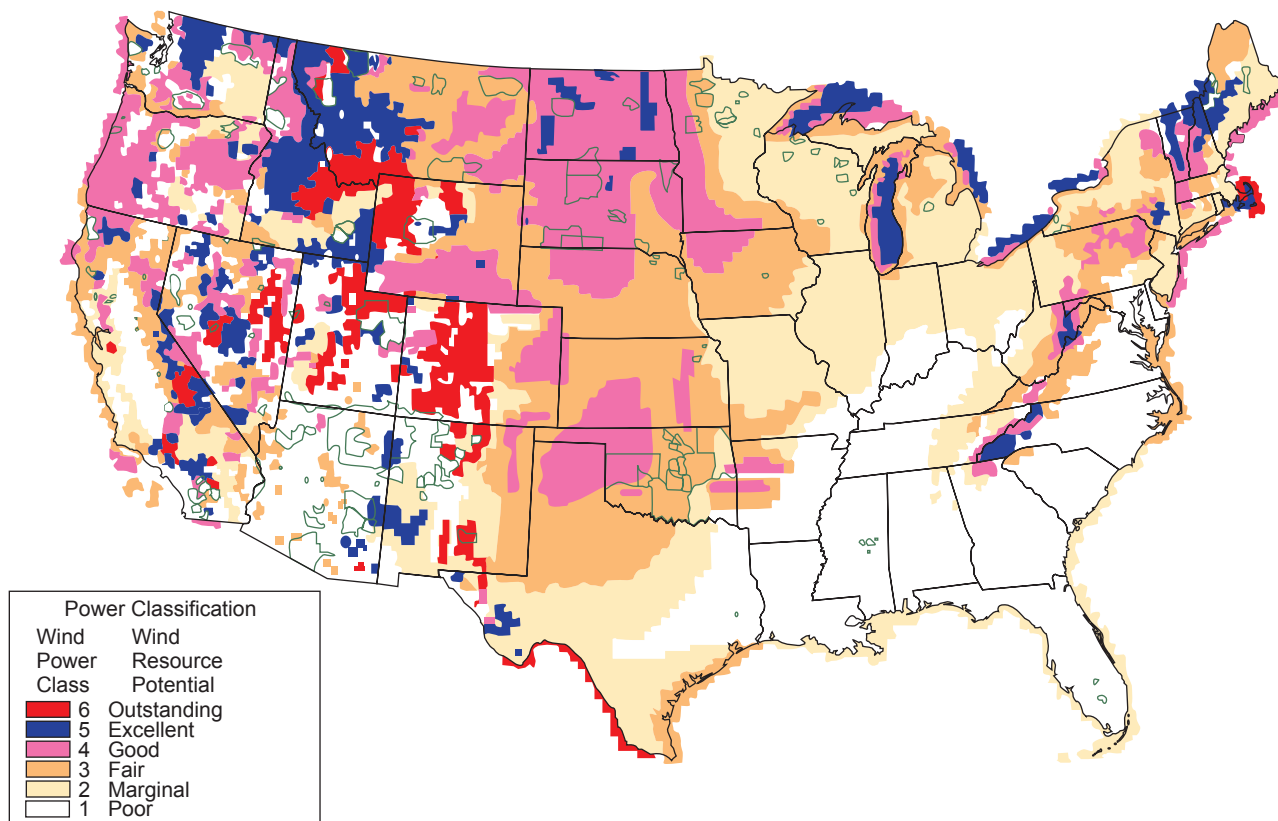 Power Classification
Wind Wind
Power Resource
Class Potential
6 Outstanding
5 Excellent
4 Good
3 Fair
2 Marginal
1 Poor